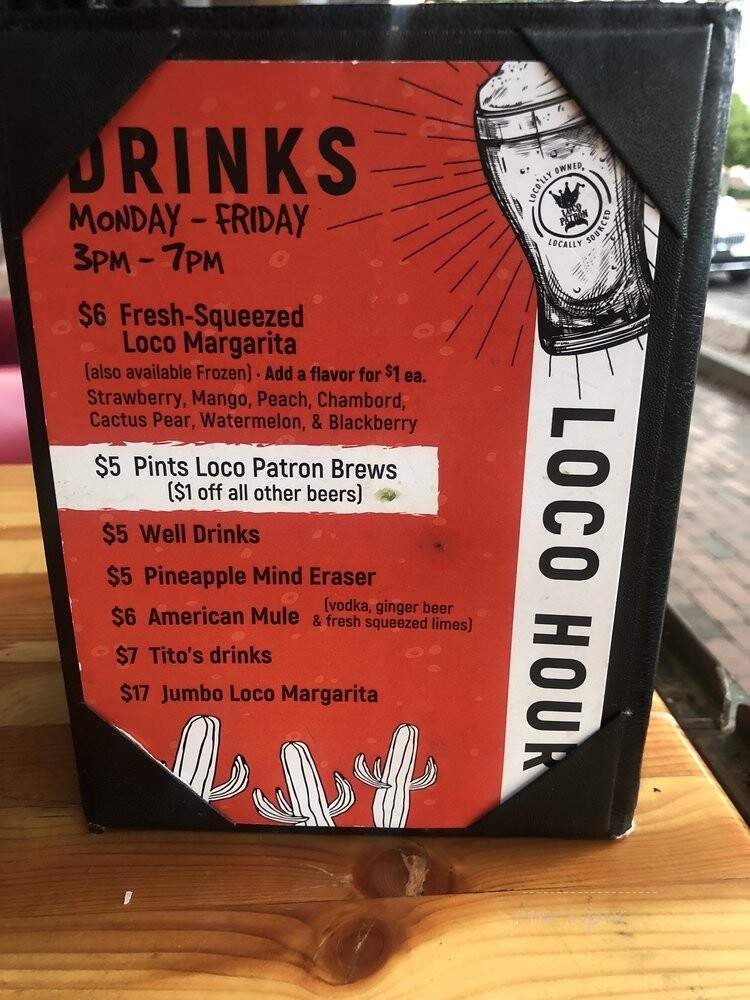 DRINKS
MONDAY - FRIDAY
3PM - 7PM
$6 Fresh-Squeezed
Loco Margarita
(also available Frozen) · Add a flavor for $1 ea.
Strawberry, Mango, Peach, Chambord,
Cactus Pear, Watermelon, & Blackberry
$5 Pints Loco Patron Brews
($1 off all other beers)
$5 Well Drinks
$5 Pineapple Mind Eraser
$6 American Mule (vodka, ginger beer
& fresh squeezed limes)
$7 Tito's drinks
$17 Jumbo Loco Margarita
LOCO'LLY OWNED,
LOCO
PATRÓN
LOCALLY SOURCED
LOCO HOUR